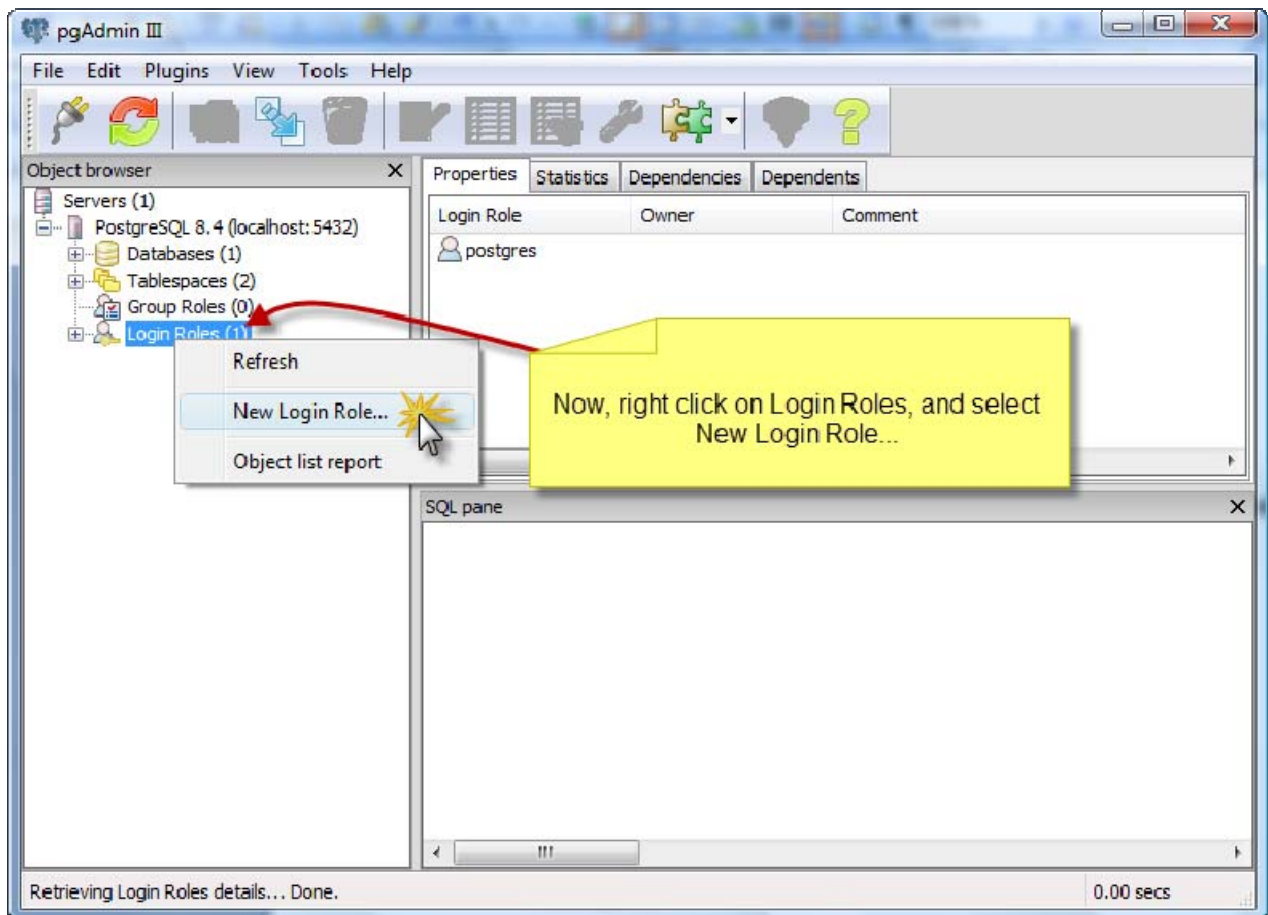 pgAdmin III
File Edit Plugins View Tools Help
Object browser
Servers (1)
PostgreSQL 8.4 (localhost:5432)
Databases (1)
Tablespaces (2)
Group Roles (0)
Login Roles (1)
Refresh
New Login Role...
Object list report
Properties Statistics Dependencies Dependents
Login Role Owner Comment
postgres
Now, right click on Login Roles, and select
New Login Role...
SQL pane
Retrieving Login Roles details... Done.
0.00 secs